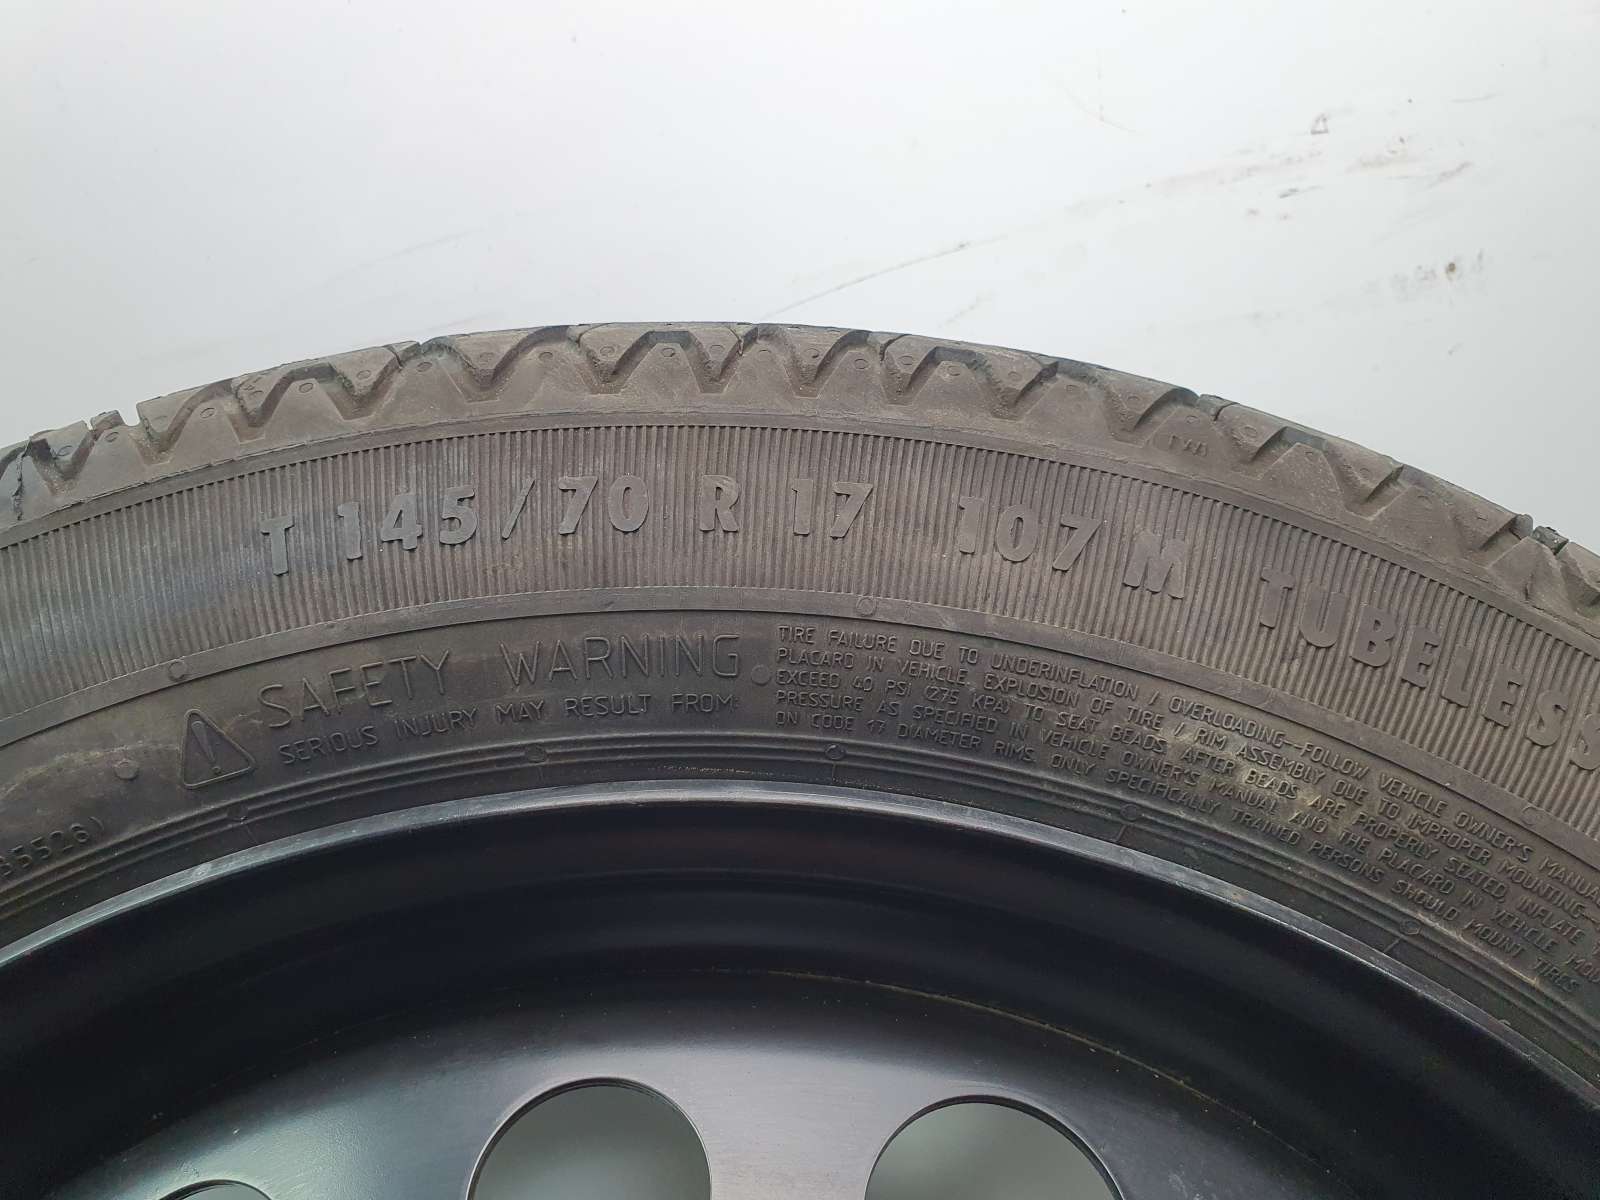 T 145/70 R 17 107 M TUBELESS
TWI
SAFETY WARNING
SERIOUS INJURY MAY RESULT FROM:
TIRE FAILURE DUE TO UNDERINFLATION / OVERLOADING--FOLLOW VEHICLE OWNER'S MANUAL
PLACARD IN VEHICLE. EXPLOSION OF TIRE / RIM ASSEMBLY DUE TO IMPROPER MOUNTING--
EXCEED 40 PSI (275 KPA) TO SEAT BEADS. AFTER BEADS ARE PROPERLY SEATED, INFLATE
PRESSURE AS SPECIFIED IN VEHICLE OWNER'S MANUAL AND THE PLACARD IN VEHICLE. MOU
ON CODE 17 DIAMETER RIMS. ONLY SPECIFICALLY TRAINED PERSONS SHOULD MOUNT TIRES.
5526)